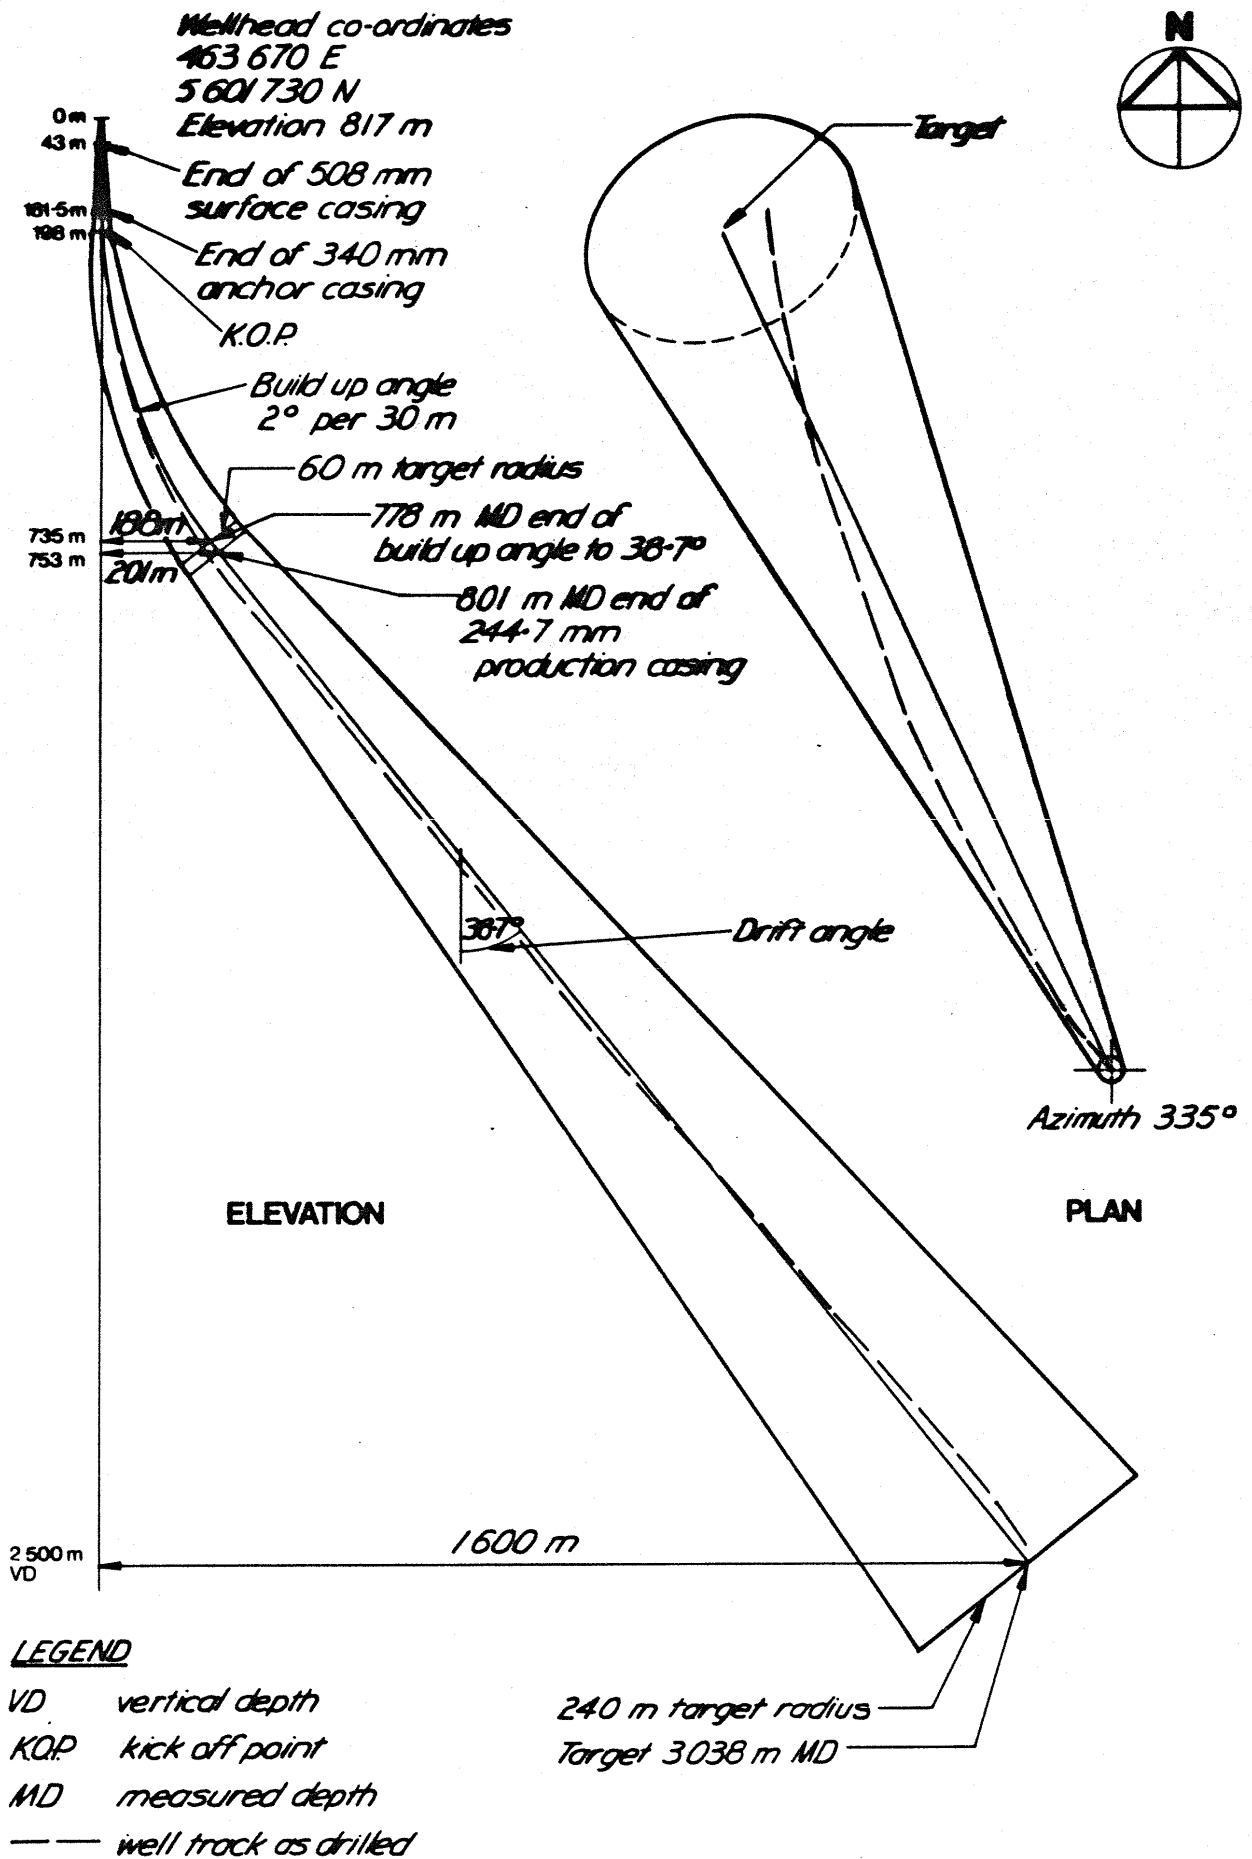 Wellhead co-ordinates
463 670 E
5 601 730 N
Elevation 817 m
N
0 m
43 m
181·5 m
198 m
End of 508 mm
surface casing
End of 340 mm
anchor casing
K.O.P.
Target
Build up angle
2° per 30 m
60 m target radius
735 m
753 m
188m
201m
778 m MD end of
build up angle to 38·7°
801 m MD end of
244·7 mm
production casing
38·7°
Drift angle
Azimuth 335°
ELEVATION
PLAN
2 500 m
VD
1600 m
LEGEND
VD vertical depth
K.O.P. kick off point
MD measured depth
well track as drilled
240 m target radius
Target 3038 m MD